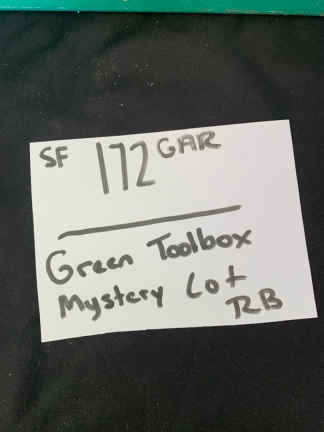 SF 172 GAR
Green Toolbox
Mystery Lot
RB